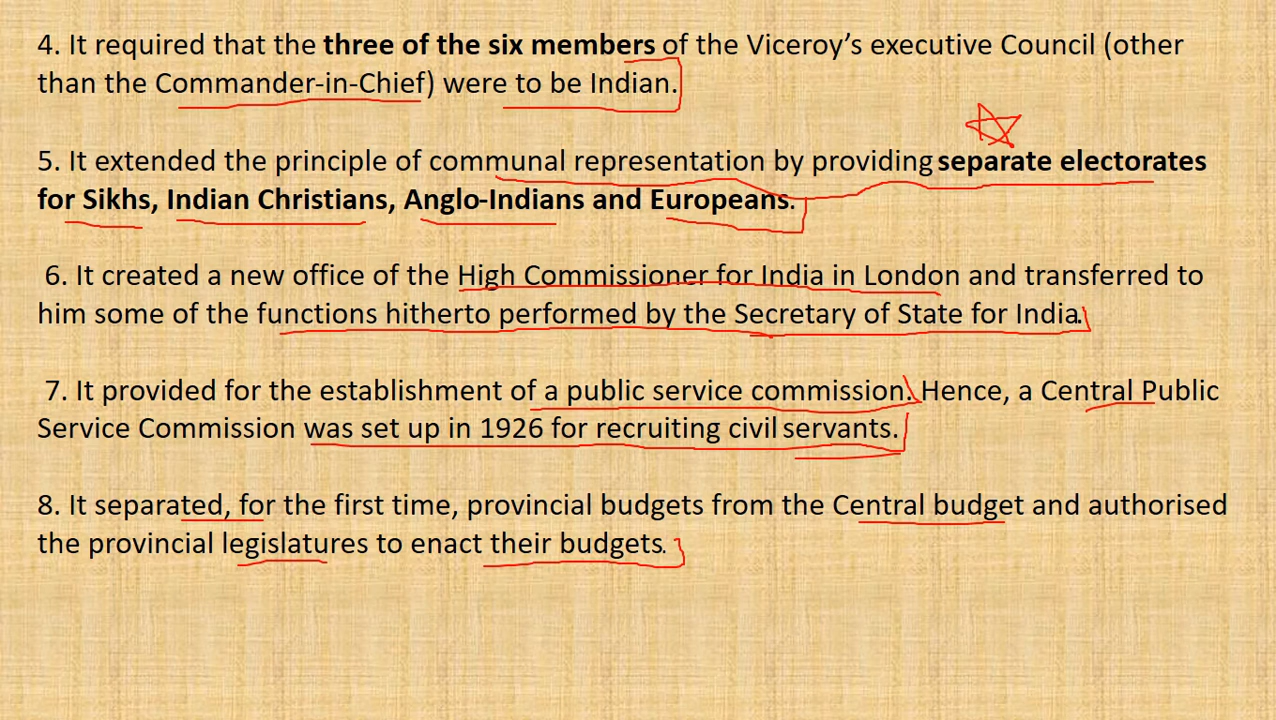 4. It required that the three of the six members of the Viceroy’s executive Council (other
than the Commander-in-Chief) were to be Indian.
5. It extended the principle of communal representation by providing separate electorates
for Sikhs, Indian Christians, Anglo-Indians and Europeans.
6. It created a new office of the High Commissioner for India in London and transferred to
him some of the functions hitherto performed by the Secretary of State for India.
7. It provided for the establishment of a public service commission. Hence, a Central Public
Service Commission was set up in 1926 for recruiting civil servants.
8. It separated, for the first time, provincial budgets from the Central budget and authorised
the provincial legislatures to enact their budgets.